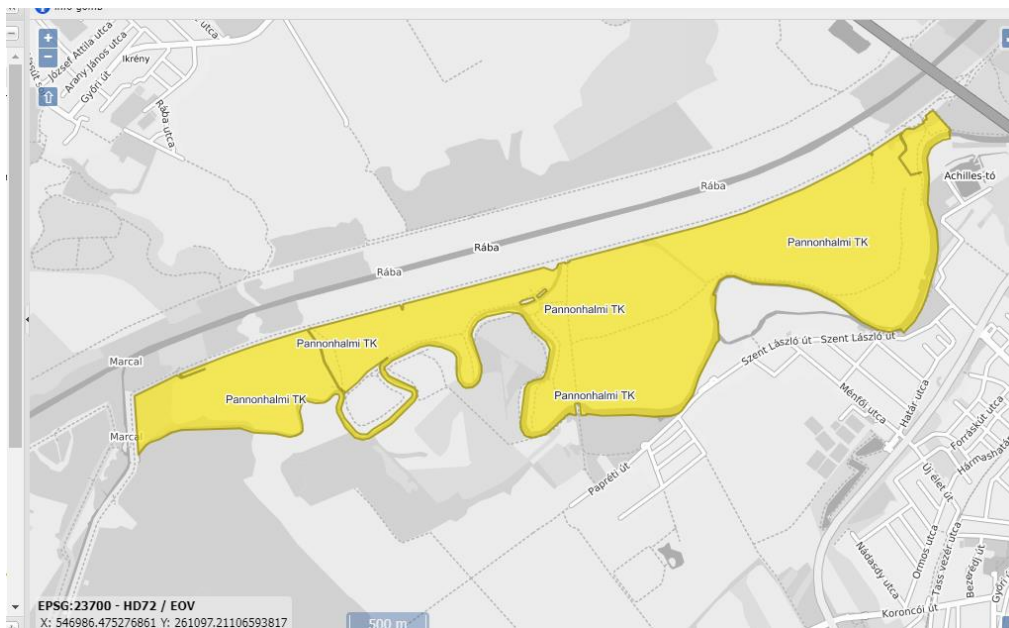 Info gomb
József Attila utca
Arany János utca
Győri út
Ikrény
Rába utca
utca
Achilles-tó
Rába
Rába
Rába
Pannonhalmi TK
Pannonhalmi TK
Pannonhalmi TK
Pannonhalmi TK
Pannonhalmi TK
Marcal
Marcal
Szent László út
Szent László út
Ménfői utca
Határ utca
Forráskút utca
Papréti út
Új élet út
Nádasdy utca
Ormos utca
Tass vezér utca
Bezerédj út
Koroncói út
EPSG:23700 - HD72 / EOV
X: 546986.475276861 Y: 261097.21106593817
500 m